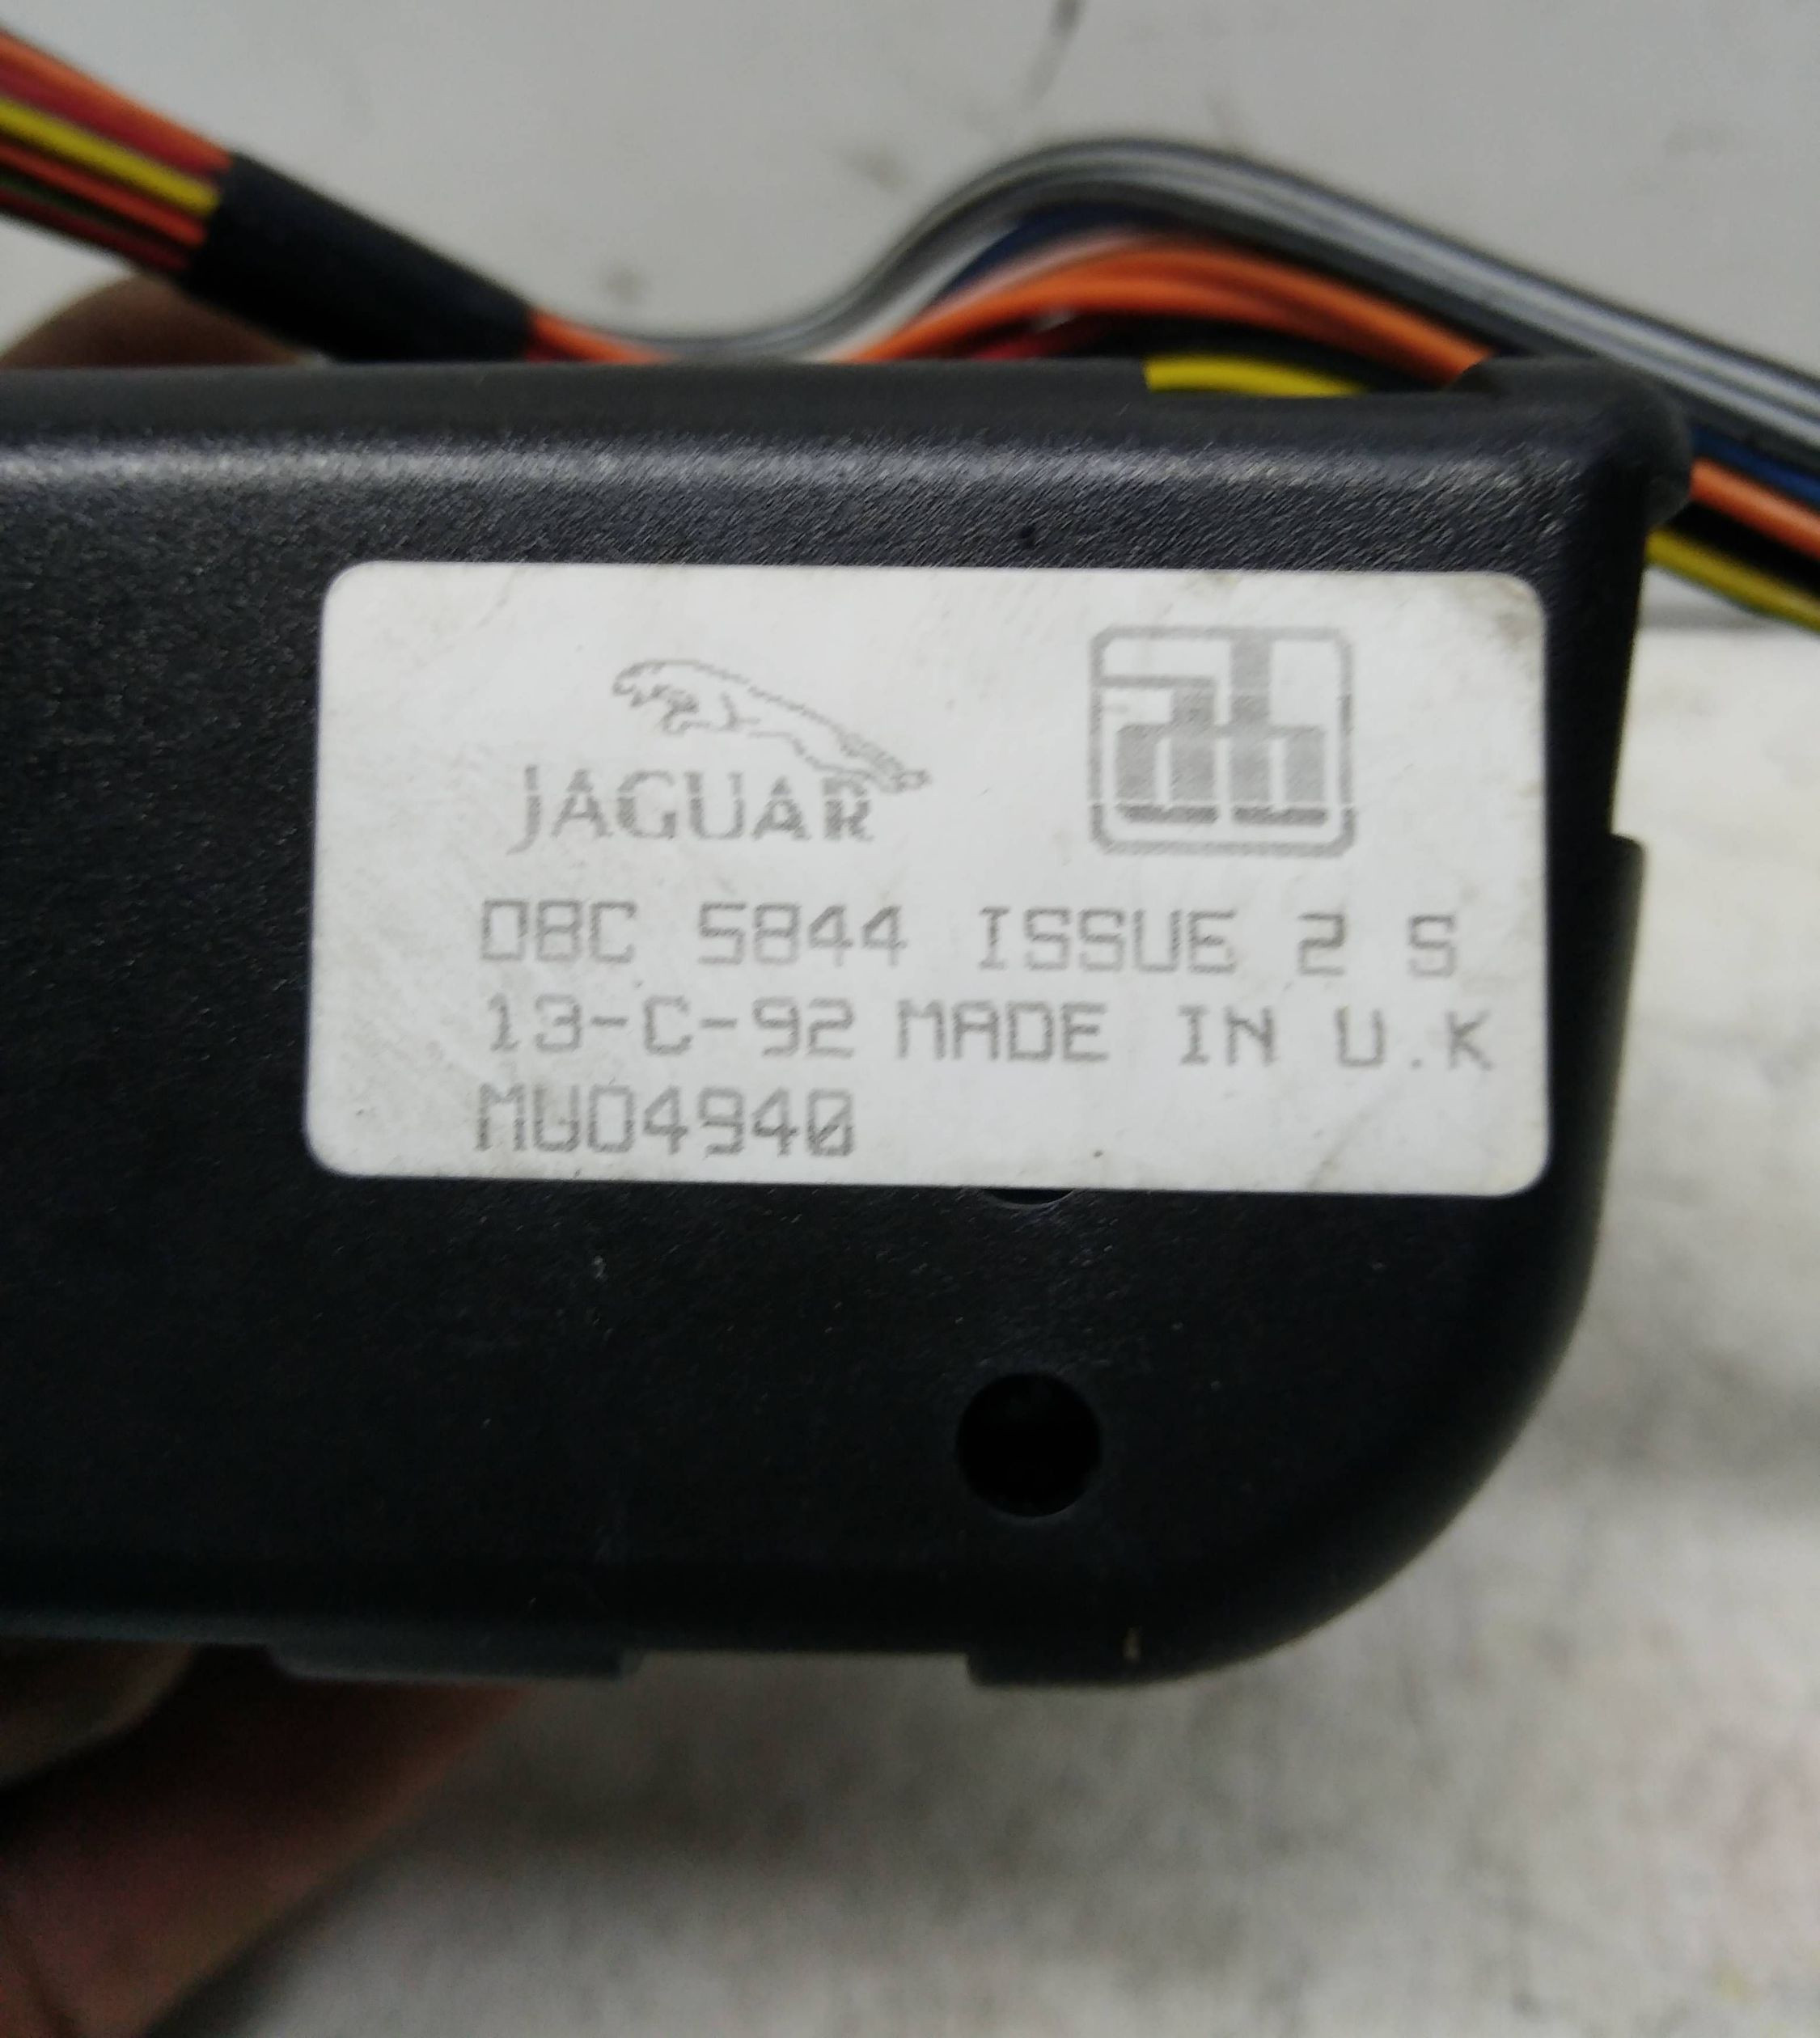 JAGUAR
DBC 5844 ISSUE 2 S
13-C-92 MADE IN U.K
MU04940